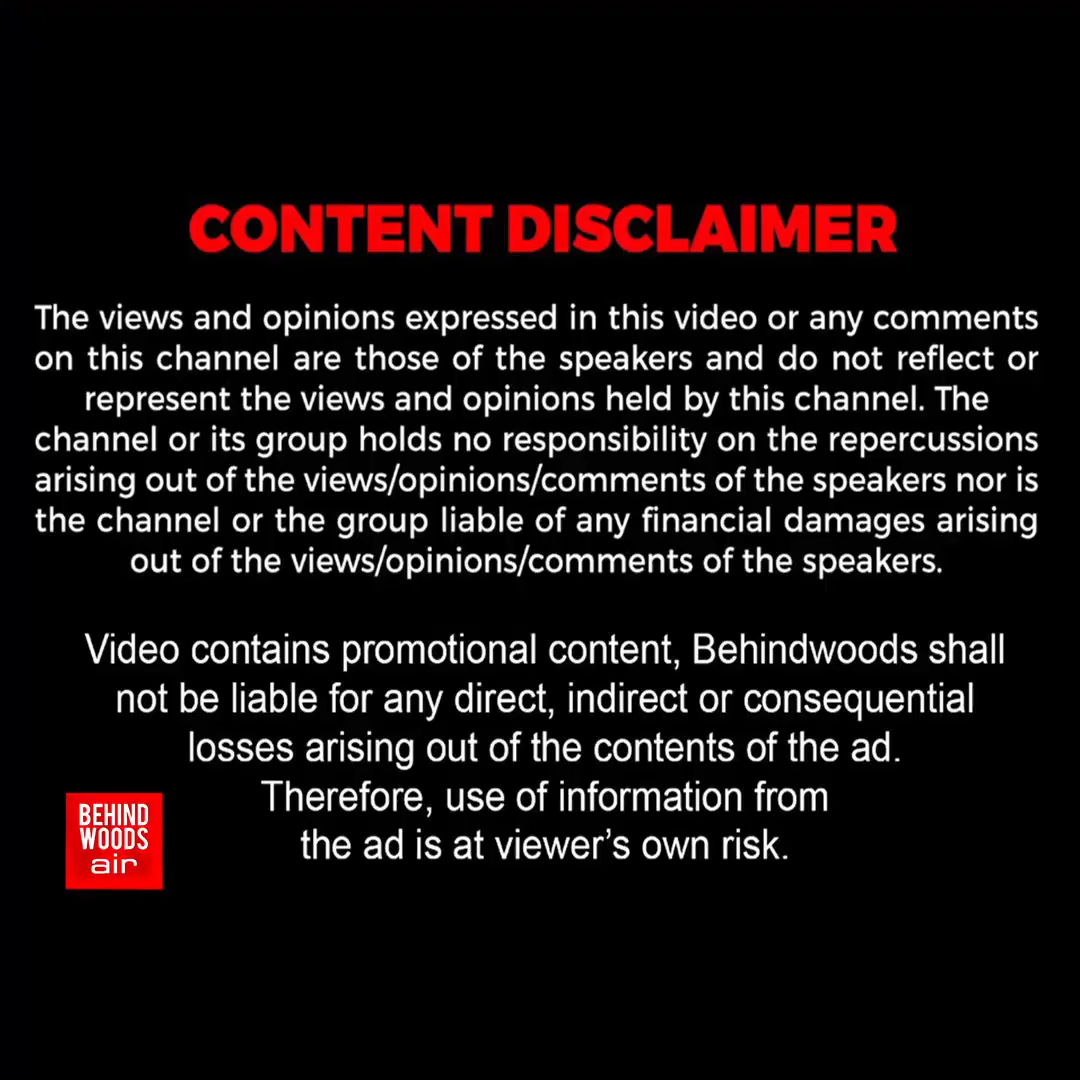 CONTENT DISCLAIMER
The views and opinions expressed in this video or any comments
on this channel are those of the speakers and do not reflect or
represent the views and opinions held by this channel. The
channel or its group holds no responsibility on the repercussions
arising out of the views/opinions/comments of the speakers nor is
the channel or the group liable of any financial damages arising
out of the views/opinions/comments of the speakers.
Video contains promotional content, Behindwoods shall
not be liable for any direct, indirect or consequential
losses arising out of the contents of the ad.
Therefore, use of information from
the ad is at viewer’s own risk.
BEHIND
WOODS
air